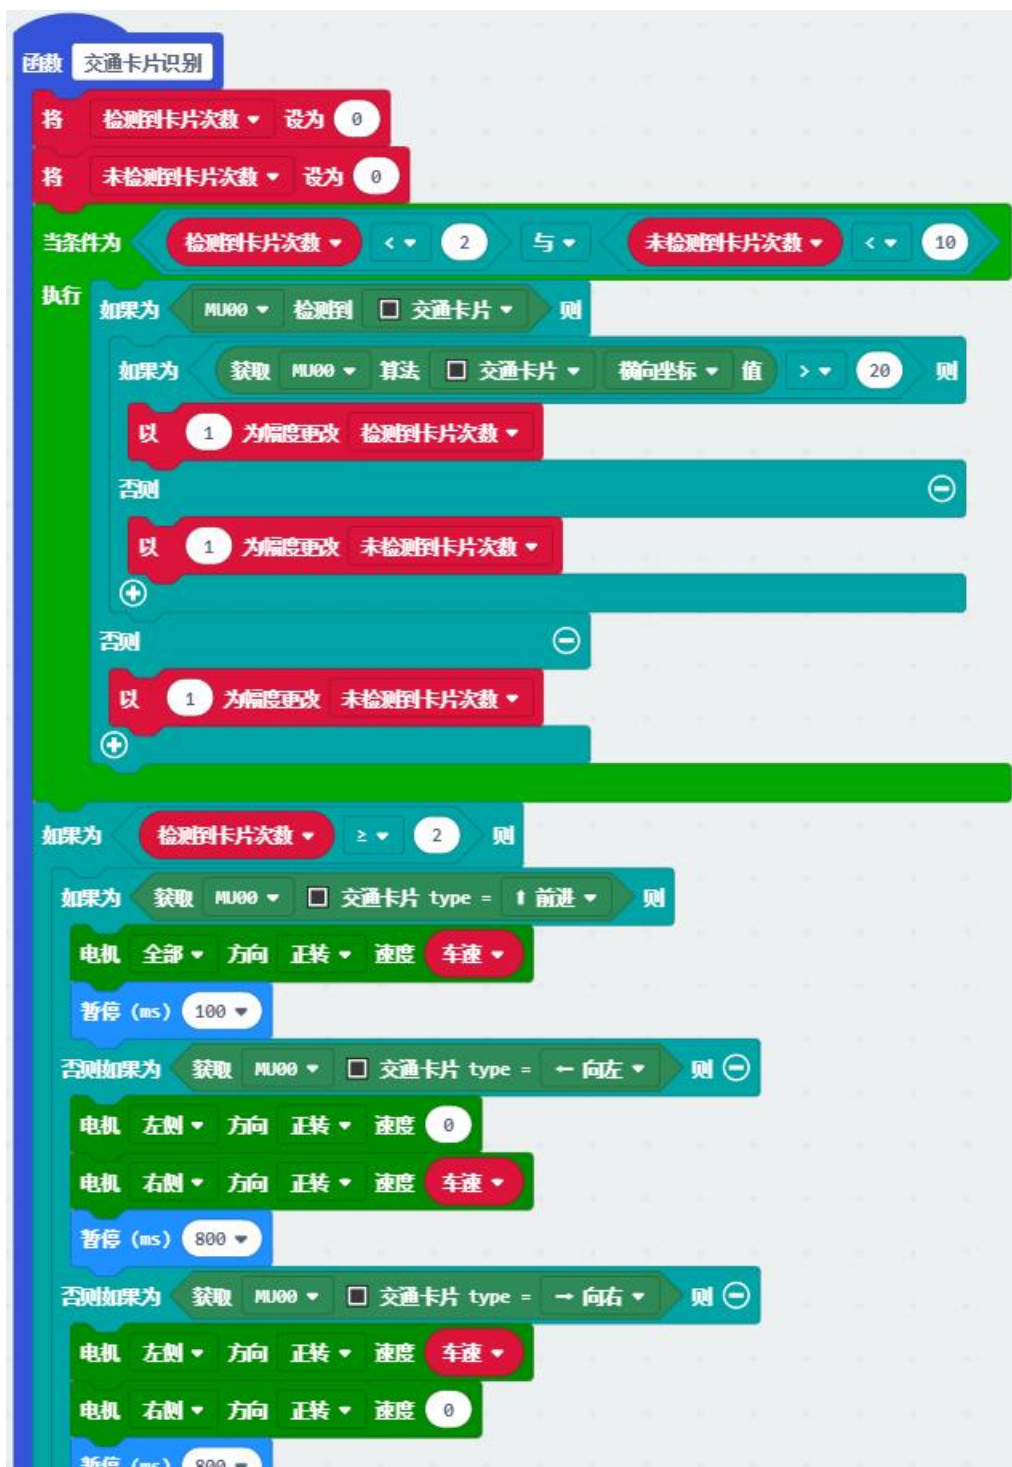 函数 交通卡片识别
将 检测到卡片次数 设为 0
将 未检测到卡片次数 设为 0
当条件为 检测到卡片次数 < 2 与 未检测到卡片次数 < 10
执行 如果为 MU00 检测到 交通卡片 则
如果为 获取 MU00 算法 交通卡片 横向坐标 值 > 20 则
以 1 为幅度更改 检测到卡片次数
否则
以 1 为幅度更改 未检测到卡片次数
否则
以 1 为幅度更改 未检测到卡片次数
如果为 检测到卡片次数 ≥ 2 则
如果为 获取 MU00 交通卡片 type = ⬆ 前进 则
电机 全部 方向 正转 速度 车速
暂停 (ms) 100
否则如果为 获取 MU00 交通卡片 type = ← 向左 则
电机 左侧 方向 正转 速度 0
电机 右侧 方向 正转 速度 车速
暂停 (ms) 800
否则如果为 获取 MU00 交通卡片 type = → 向右 则
电机 左侧 方向 正转 速度 车速
电机 右侧 方向 正转 速度 0
暂停 (ms) 800